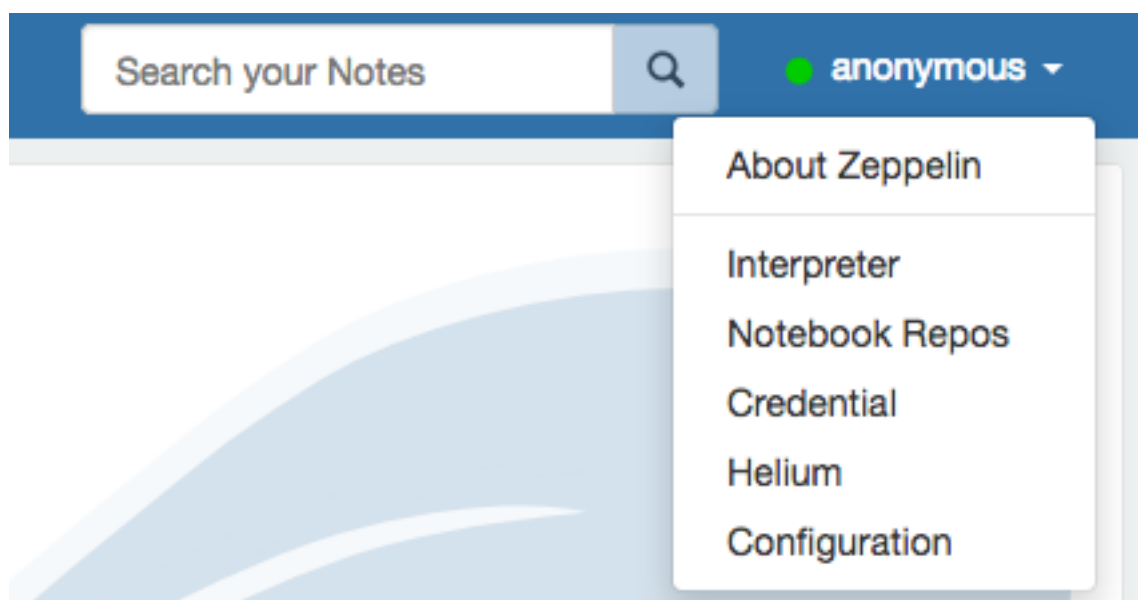 Search your Notes
anonymous
About Zeppelin
Interpreter
Notebook Repos
Credential
Helium
Configuration